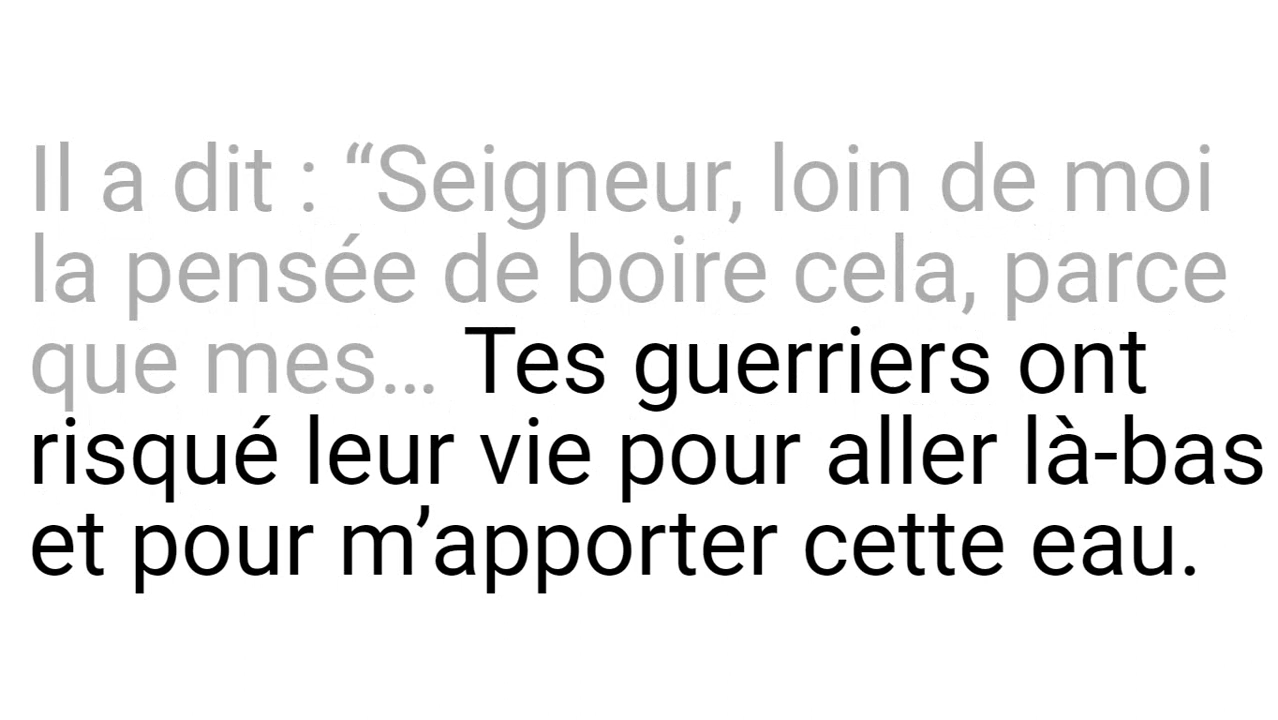 Il a dit : “Seigneur, loin de moi
la pensée de boire cela, parce
que mes... Tes guerriers ont
risqué leur vie pour aller là-bas
et pour m’apporter cette eau.